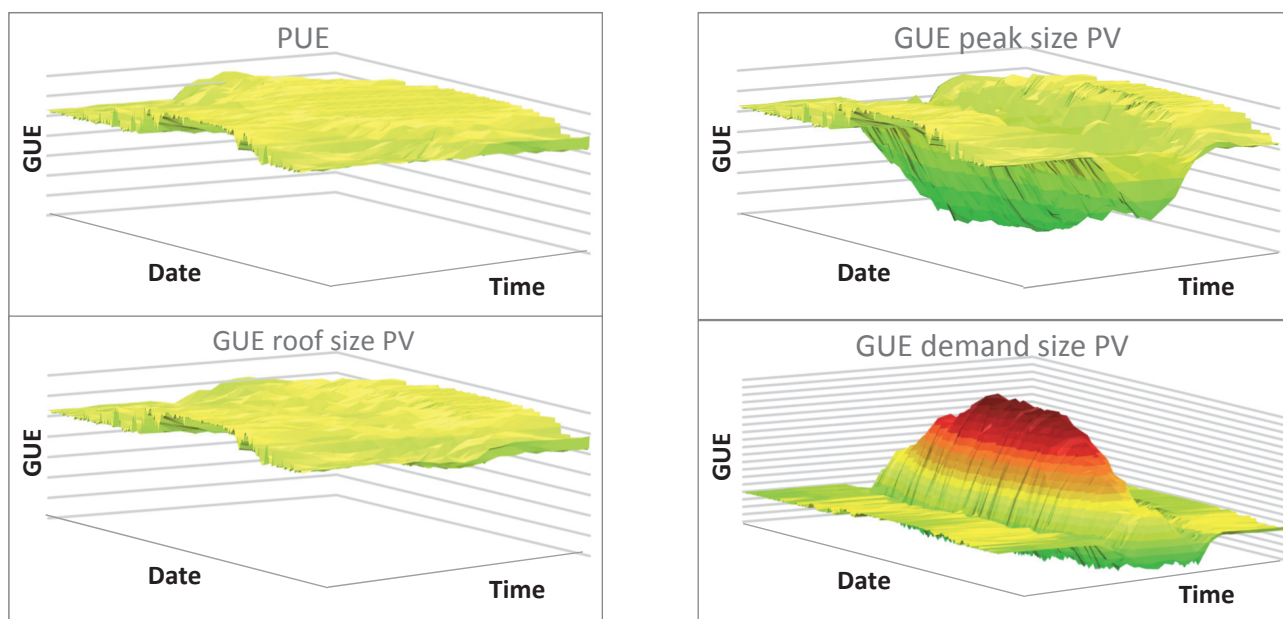 PUE
GUE
Date
Time
GUE peak size PV
GUE
Date
Time
GUE roof size PV
GUE
Date
Time
GUE demand size PV
GUE
Date
Time